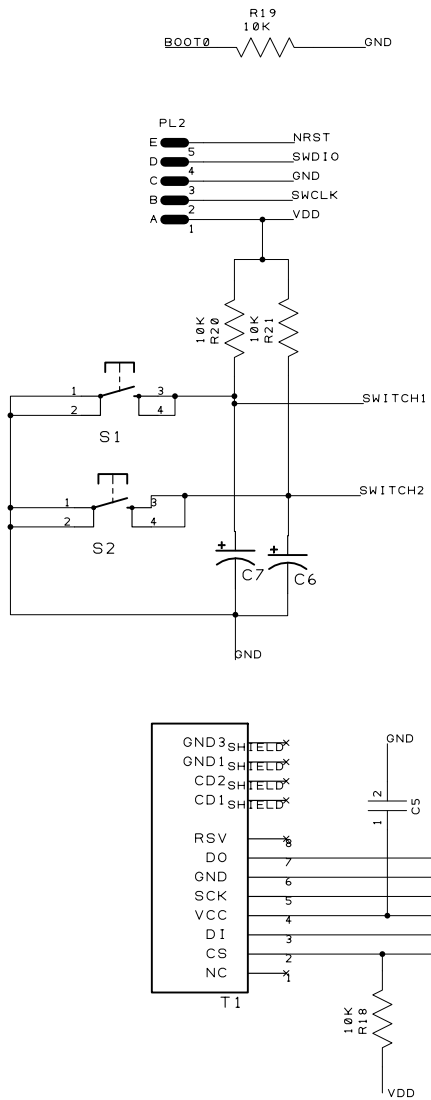 R19
10K
BOOT0 GND
PL2
E 5 NRST
D 4 SWDIO
C 3 GND
B 2 SWCLK
A 1 VDD
10K R20 10K R21
1 3 SWITCH1
2 4
S1
1 3 SWITCH2
2 4
S2
+ C7 + C6
GND
GND3 SHIELD GND
GND1 SHIELD
CD2 SHIELD 2 C5
CD1 SHIELD 1
RSV 8
DO 7
GND 6
SCK 5
VCC 4
DI 3
CS 2
NC 1
T1
10K R18
VDD